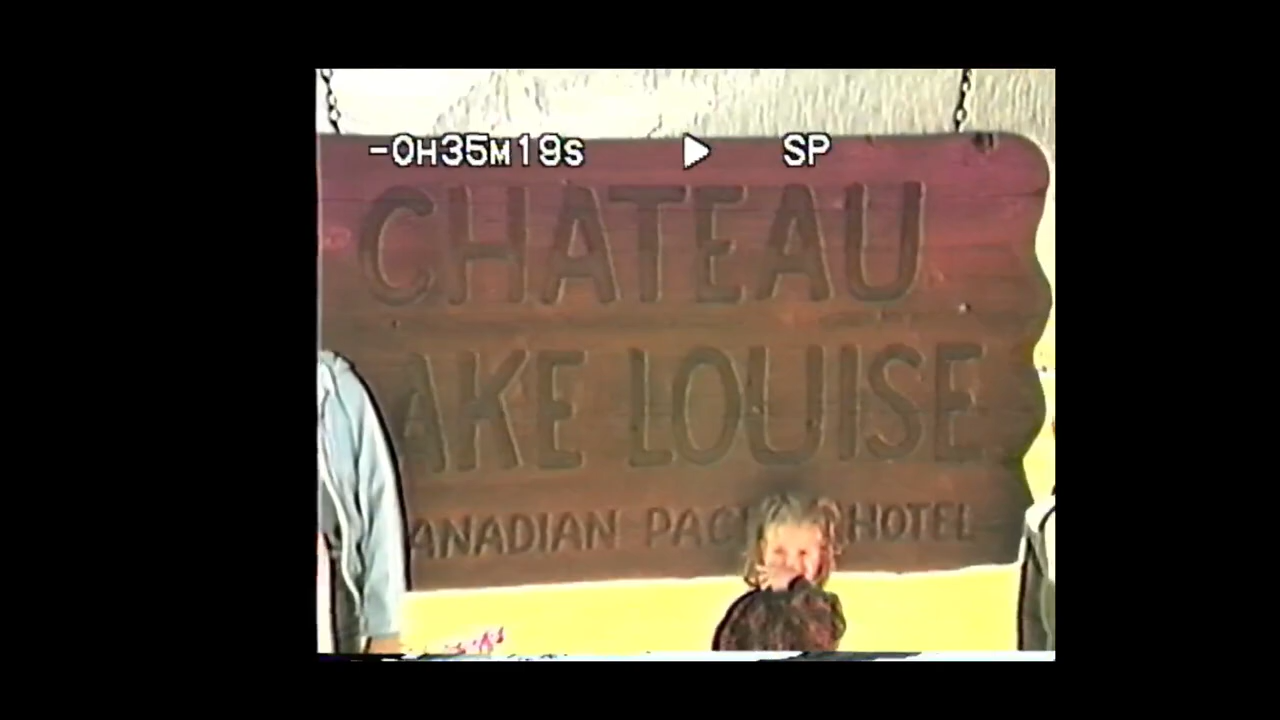 -0H35M19S ▶ SP
CHATEAU
AKE LOUISE
ANADIAN PAC HOTEL